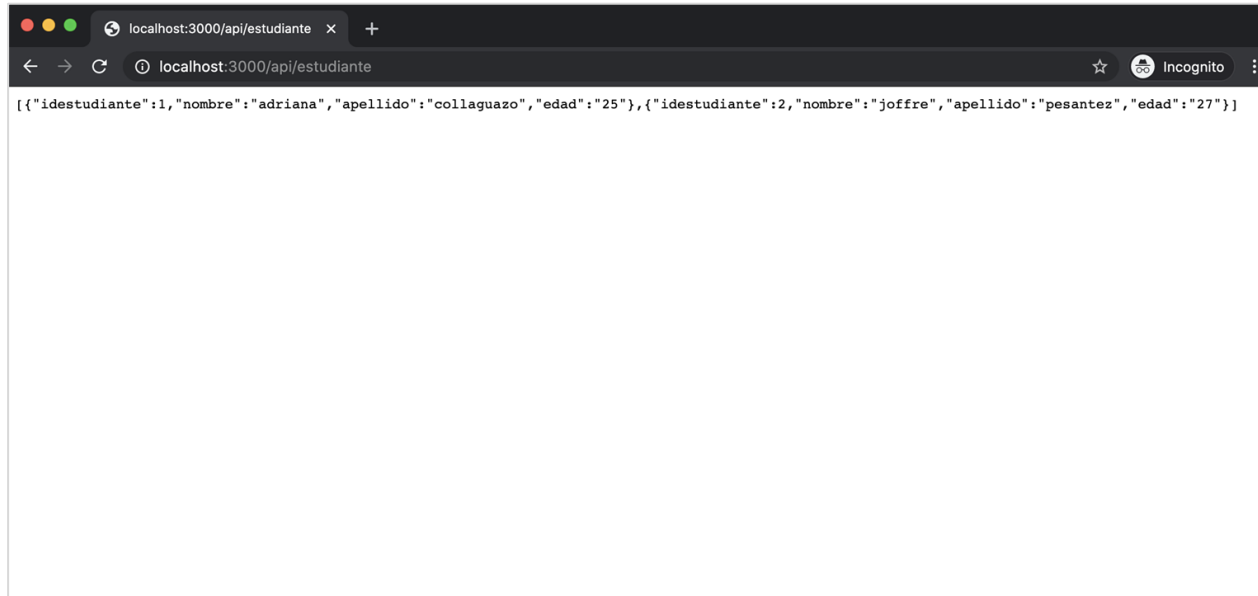 localhost:3000/api/estudiante
localhost:3000/api/estudiante
Incognito
[{"idestudiante":1,"nombre":"adriana","apellido":"collaguazo","edad":"25"},{"idestudiante":2,"nombre":"joffre","apellido":"pesantez","edad":"27"}]